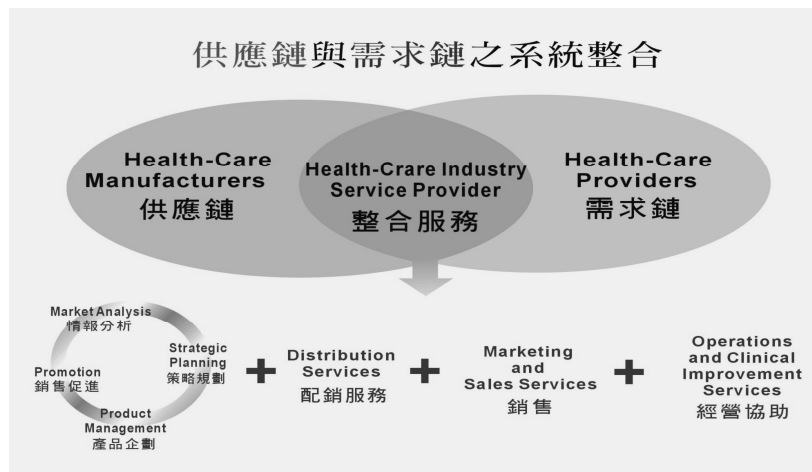 供應鏈與需求鏈之系統整合
Health-Care
Manufacturers
供應鏈
Health-Crare Industry
Service Provider
整合服務
Health-Care
Providers
需求鏈
Market Analysis
情報分析
Strategic
Planning
策略規劃
Promotion
銷售促進
Product
Management
產品企劃
+
Distribution
Services
配銷服務
+
Marketing
and
Sales Services
銷售
+
Operations
and Clinical
Improvement
Services
經營協助